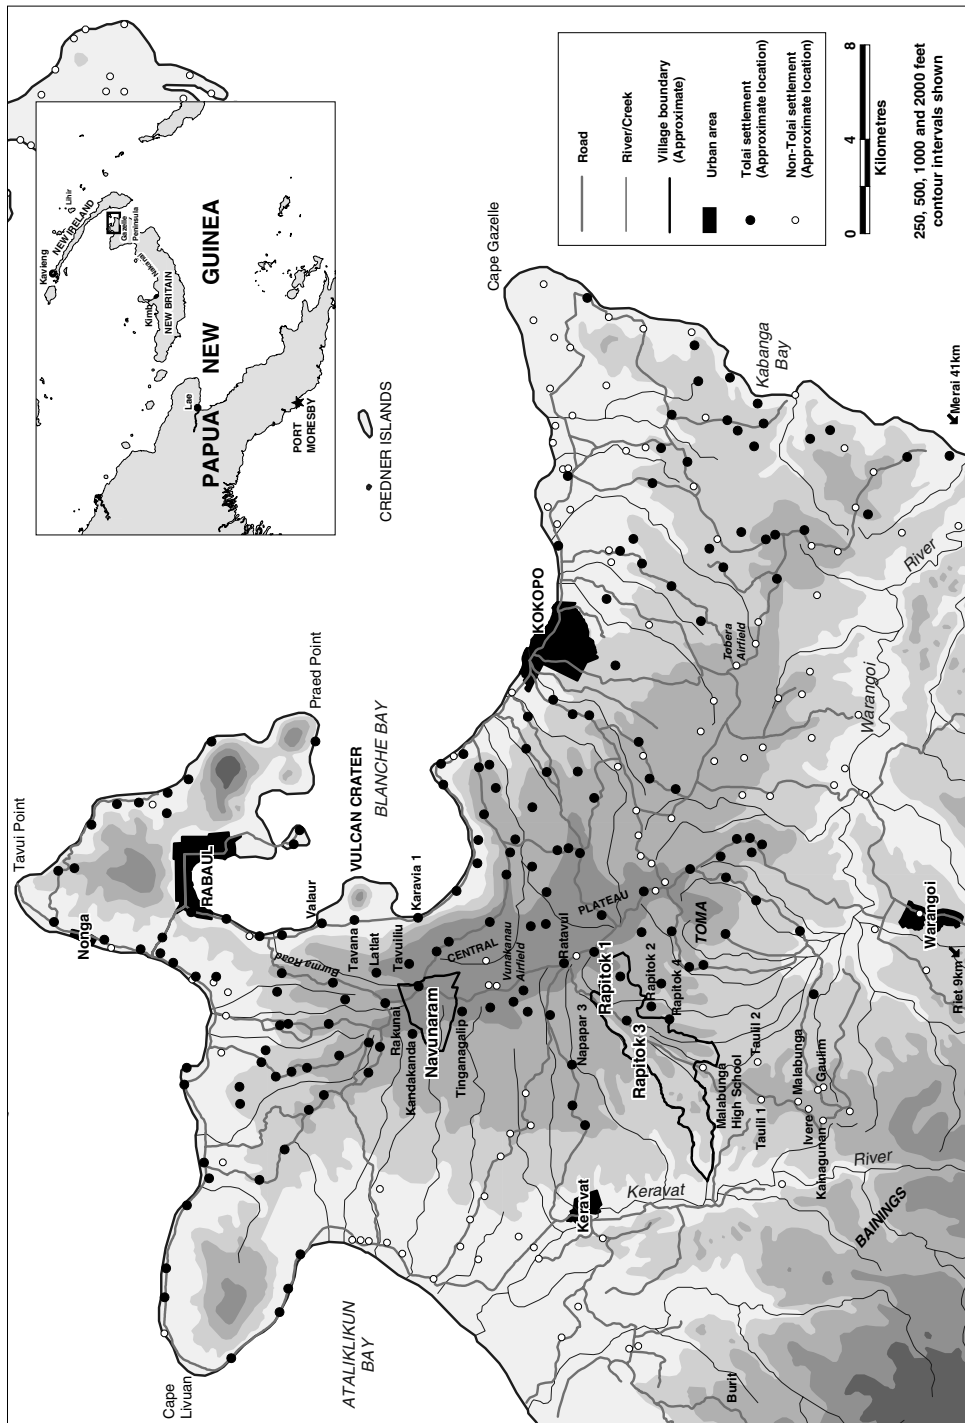 Cape
Livuan
ATALIKLIKUN
BAY
Tavui Point
Nonga
RABAUL
Praed Point
Valaur
VULCAN CRATER
BLANCHE BAY
Burma Road
Tavana
Latlat
Tavuiliu
Karavia 1
Rakunai
Kandakanda
Navunaram
Tingenagalip
CENTRAL
PLATEAU
Vunakanau
Airfield
Ratavul
Napapar 3
Rapitok 1
Rapitok 2
Rapitok 3
Rapitok 4
TOMA
Malabunga
High School
Taulil 1
Taulil 2
Ivere
Malabunga
Gaulim
Kainagunan
Keravat
Keravat
River
BAININGS
Burit
KOKOPO
Tobera
Airfield
Warangoi
River
Warangoi
Riet 9km
Cape Gazelle
Kabanga
Bay
Merai 41km
CREDNER ISLANDS
Kavieng
NEW IRELAND
Lihir
Gazelle
Peninsula
Nakanai
Kimbe
NEW BRITAIN
Lae
PAPUA NEW GUINEA
PORT
MORESBY
Road
River/Creek
Village boundary
(Approximate)
Urban area
Tolai settlement
(Approximate location)
Non-Tolai settlement
(Approximate location)
0 4 8
Kilometres
250, 500, 1000 and 2000 feet
contour intervals shown